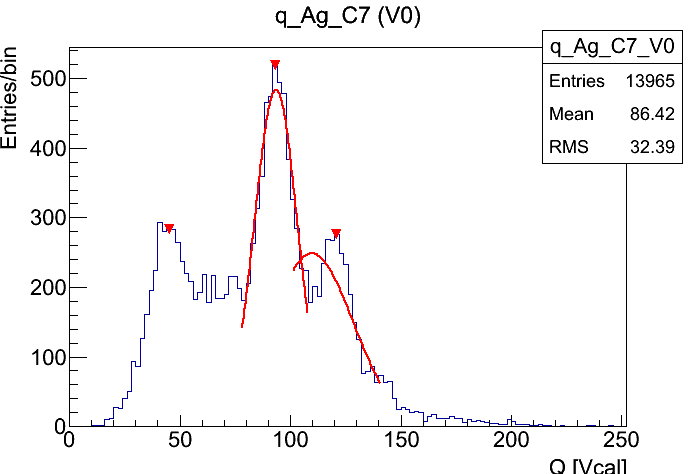 q_Ag_C7 (V0)
q_Ag_C7_V0
Entries 13965
Mean 86.42
RMS 32.39
Entries/bin
500
400
300
200
100
0
0 50 100 150 200 250
Q [Vcal]